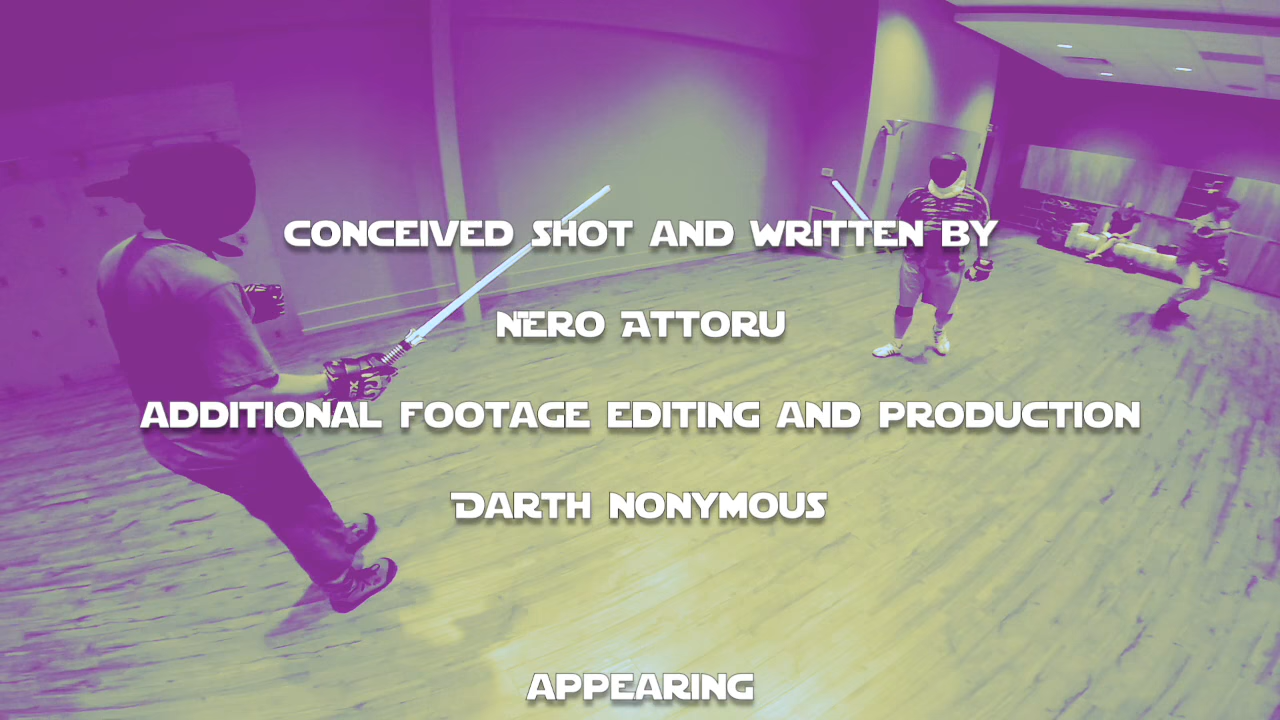 CONCEIVED SHOT AND WRITTEN BY
NERO ATTORU
ADDITIONAL FOOTAGE EDITING AND PRODUCTION
DARTH NONYMOUS
APPEARING